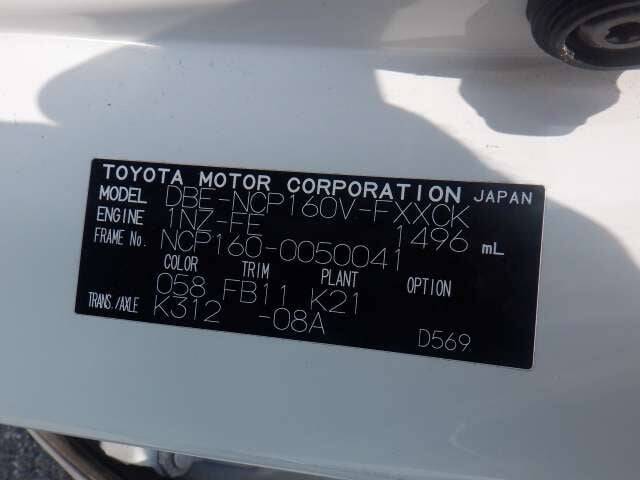 TOYOTA MOTOR CORPORATION JAPAN
MODEL DBE-NCP160V-FXXCK
ENGINE 1NZ-FE 1496 mL
FRAME No. NCP160-0050041
COLOR TRIM PLANT OPTION
058 FB11 K21
TRANS./AXLE K312 -08A
D569